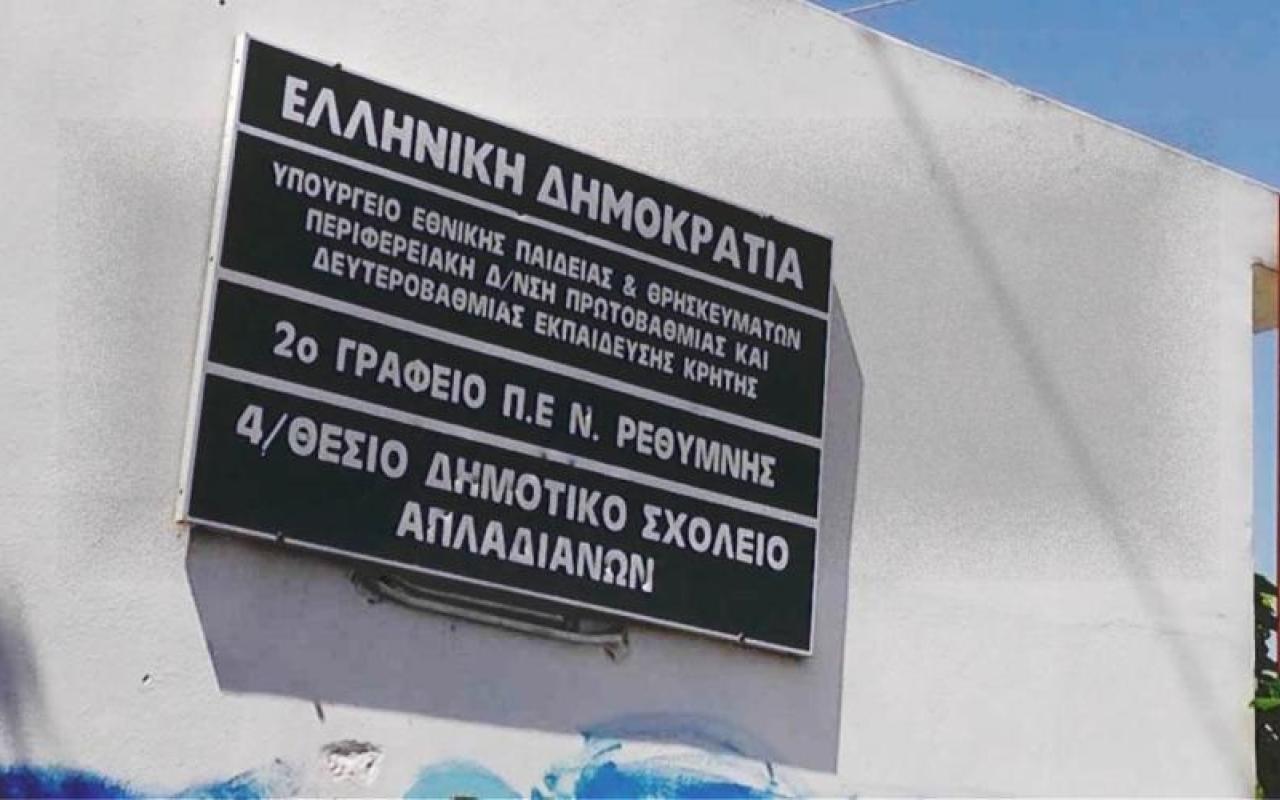 ΕΛΛΗΝΙΚΗ ΔΗΜΟΚΡΑΤΙΑ
ΥΠΟΥΡΓΕΙΟ ΕΘΝΙΚΗΣ ΠΑΙΔΕΙΑΣ & ΘΡΗΣΚΕΥΜΑΤΩΝ
ΠΕΡΙΦΕΡΕΙΑΚΗ Δ/ΝΣΗ ΠΡΩΤΟΒΑΘΜΙΑΣ ΚΑΙ
ΔΕΥΤΕΡΟΒΑΘΜΙΑΣ ΕΚΠΑΙΔΕΥΣΗΣ ΚΡΗΤΗΣ
2ο ΓΡΑΦΕΙΟ Π.Ε Ν. ΡΕΘΥΜΝΗΣ
4/ΘΕΣΙΟ ΔΗΜΟΤΙΚΟ ΣΧΟΛΕΙΟ
ΑΠΛΑΔΙΑΝΩΝ